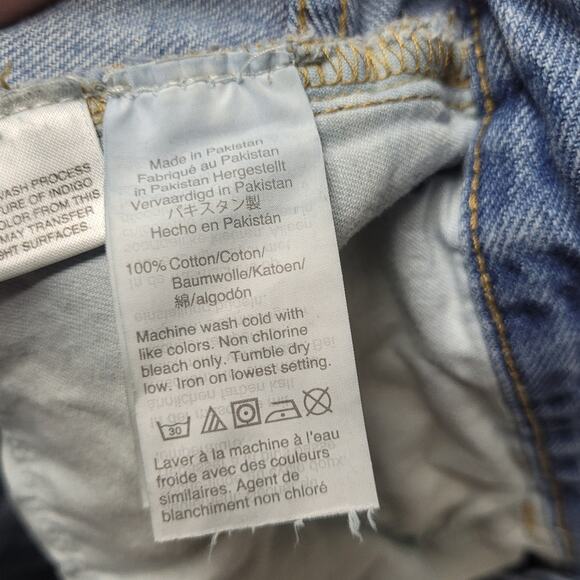 WASH PROCESS
URE OF INDIGO
COLOR FROM THIS
MAY TRANSFER
GHT SURFACES.
Made in Pakistan
Fabriqué au Pakistan
in Pakistan Hergestellt
Vervaardigd in Pakistan
パキスタン製
Hecho en Pakistán
100% Cotton/Coton/
Baumwolle/Katoen/
綿/algodón
Machine wash cold with
like colors. Non chlorine
bleach only. Tumble dry
low. Iron on lowest setting.
30
Laver à la machine à l'eau
froide avec des couleurs
similaires. Agent de
blanchiment non chloré